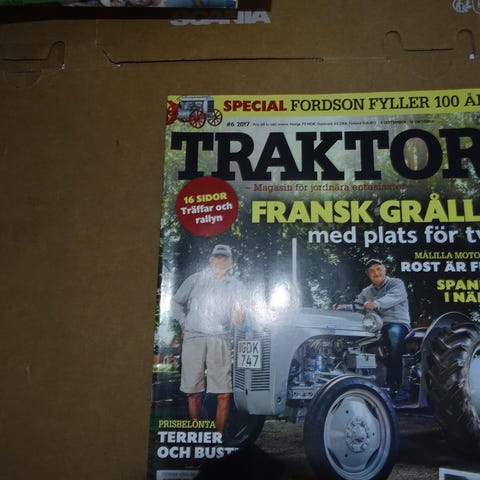 SCANIA
SPECIAL FORDSON FYLLER 100 Å
#6 2017
TRAKTOR
– Magasin för jordnära entusiaster
16 SIDOR
Träffar och
rallyn
FRANSK GRÅLL
med plats för tv
MÅLILLA MOTO
ROST ÄR F
SPAN
I NÄ
GDK
747
PRISBELÖNTA
TERRIER
OCH BUST